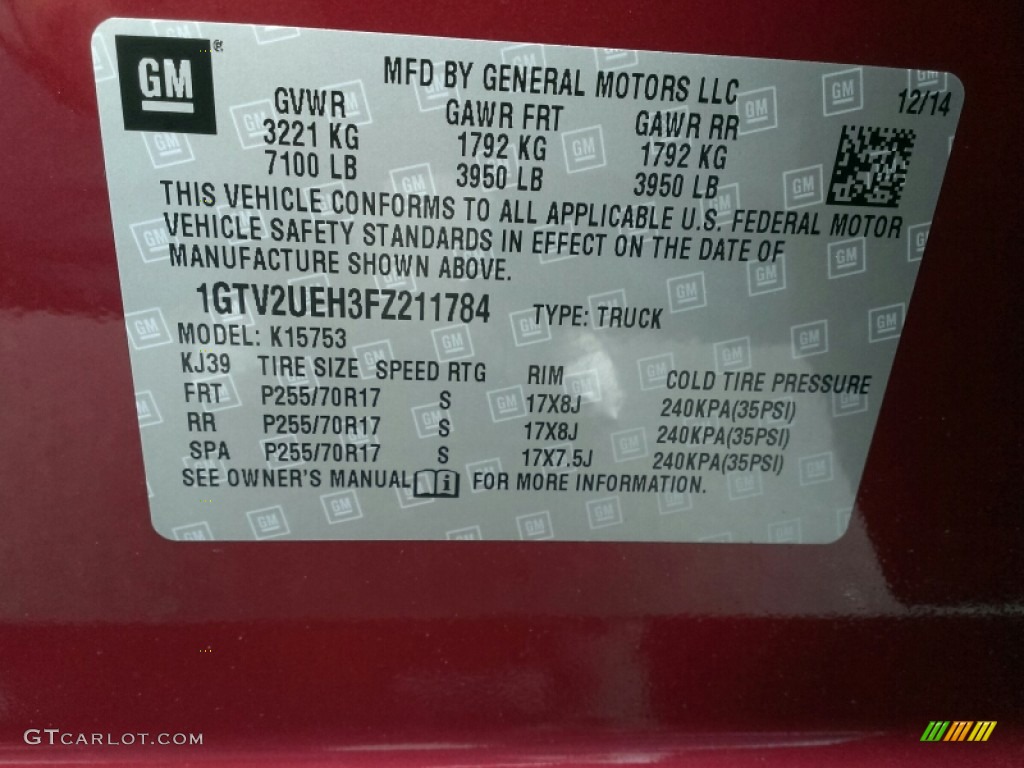 GM®
MFD BY GENERAL MOTORS LLC
12/14
GVWR GAWR FRT GAWR RR
3221 KG 1792 KG 1792 KG
7100 LB 3950 LB 3950 LB
THIS VEHICLE CONFORMS TO ALL APPLICABLE U.S. FEDERAL MOTOR
VEHICLE SAFETY STANDARDS IN EFFECT ON THE DATE OF
MANUFACTURE SHOWN ABOVE.
1GTV2UEH3FZ211784 TYPE: TRUCK
MODEL: K15753
KJ39 TIRE SIZE SPEED RTG RIM COLD TIRE PRESSURE
FRT P255/70R17 S 17X8J 240KPA(35PSI)
RR P255/70R17 S 17X8J 240KPA(35PSI)
SPA P255/70R17 S 17X7.5J 240KPA(35PSI)
SEE OWNER'S MANUAL FOR MORE INFORMATION.
GTCARLOT.COM